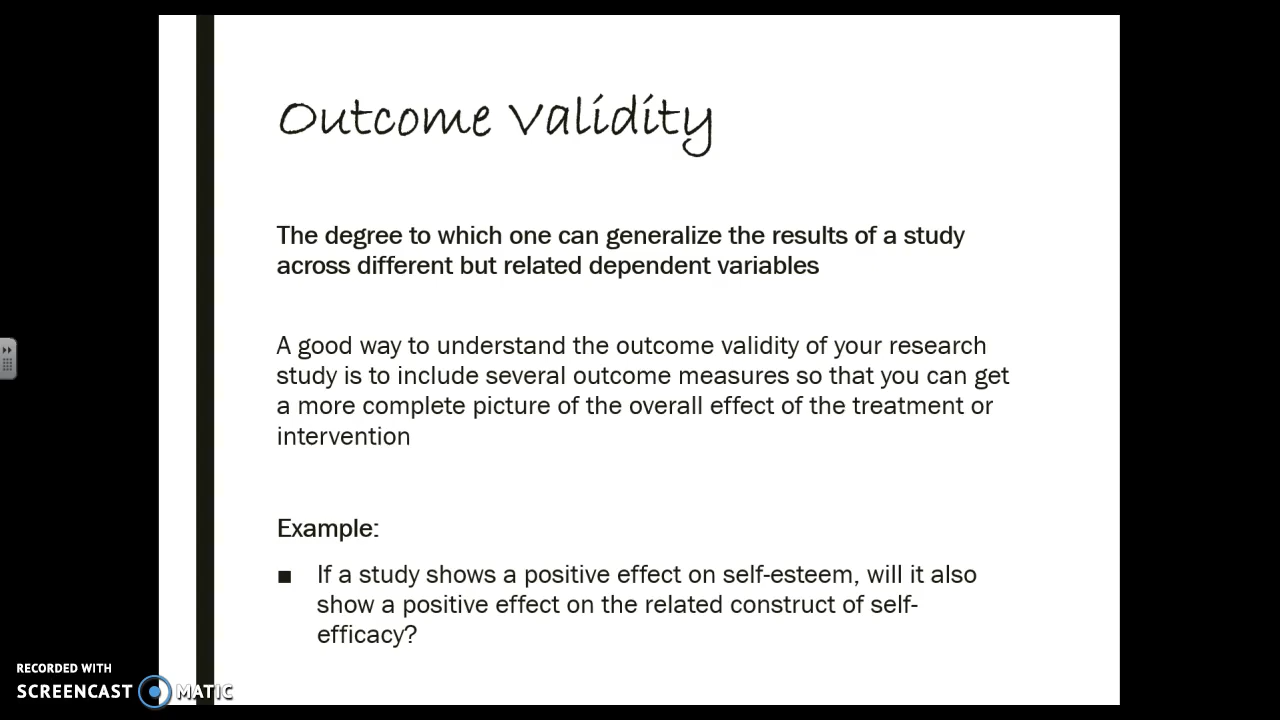 Outcome Validity
The degree to which one can generalize the results of a study
across different but related dependent variables
A good way to understand the outcome validity of your research
study is to include several outcome measures so that you can get
a more complete picture of the overall effect of the treatment or
intervention
Example:
■ If a study shows a positive effect on self-esteem, will it also
show a positive effect on the related construct of self-
efficacy?
RECORDED WITH
SCREENCAST MATIC